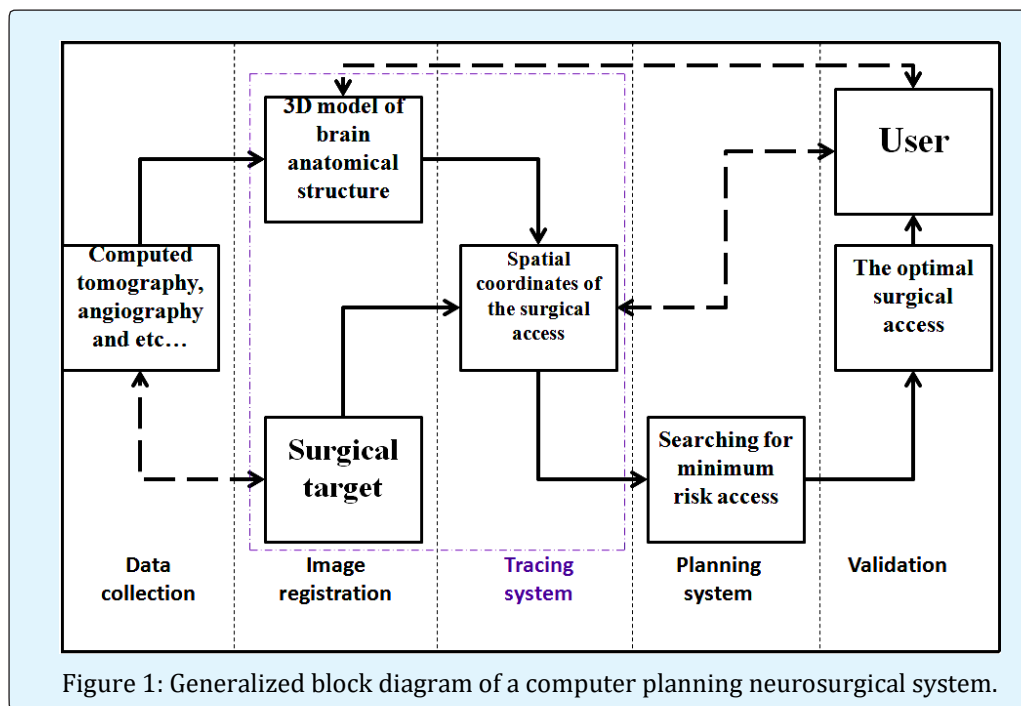 3D model of
brain
anatomical
structure
User
Computed
tomography,
angiography
and etc...
Spatial
coordinates of
the surgical
access
The optimal
surgical
access
Surgical
target
Searching for
minimum
risk access
Data
collection
Image
registration
Tracing
system
Planning
system
Validation
Figure 1: Generalized block diagram of a computer planning neurosurgical system.